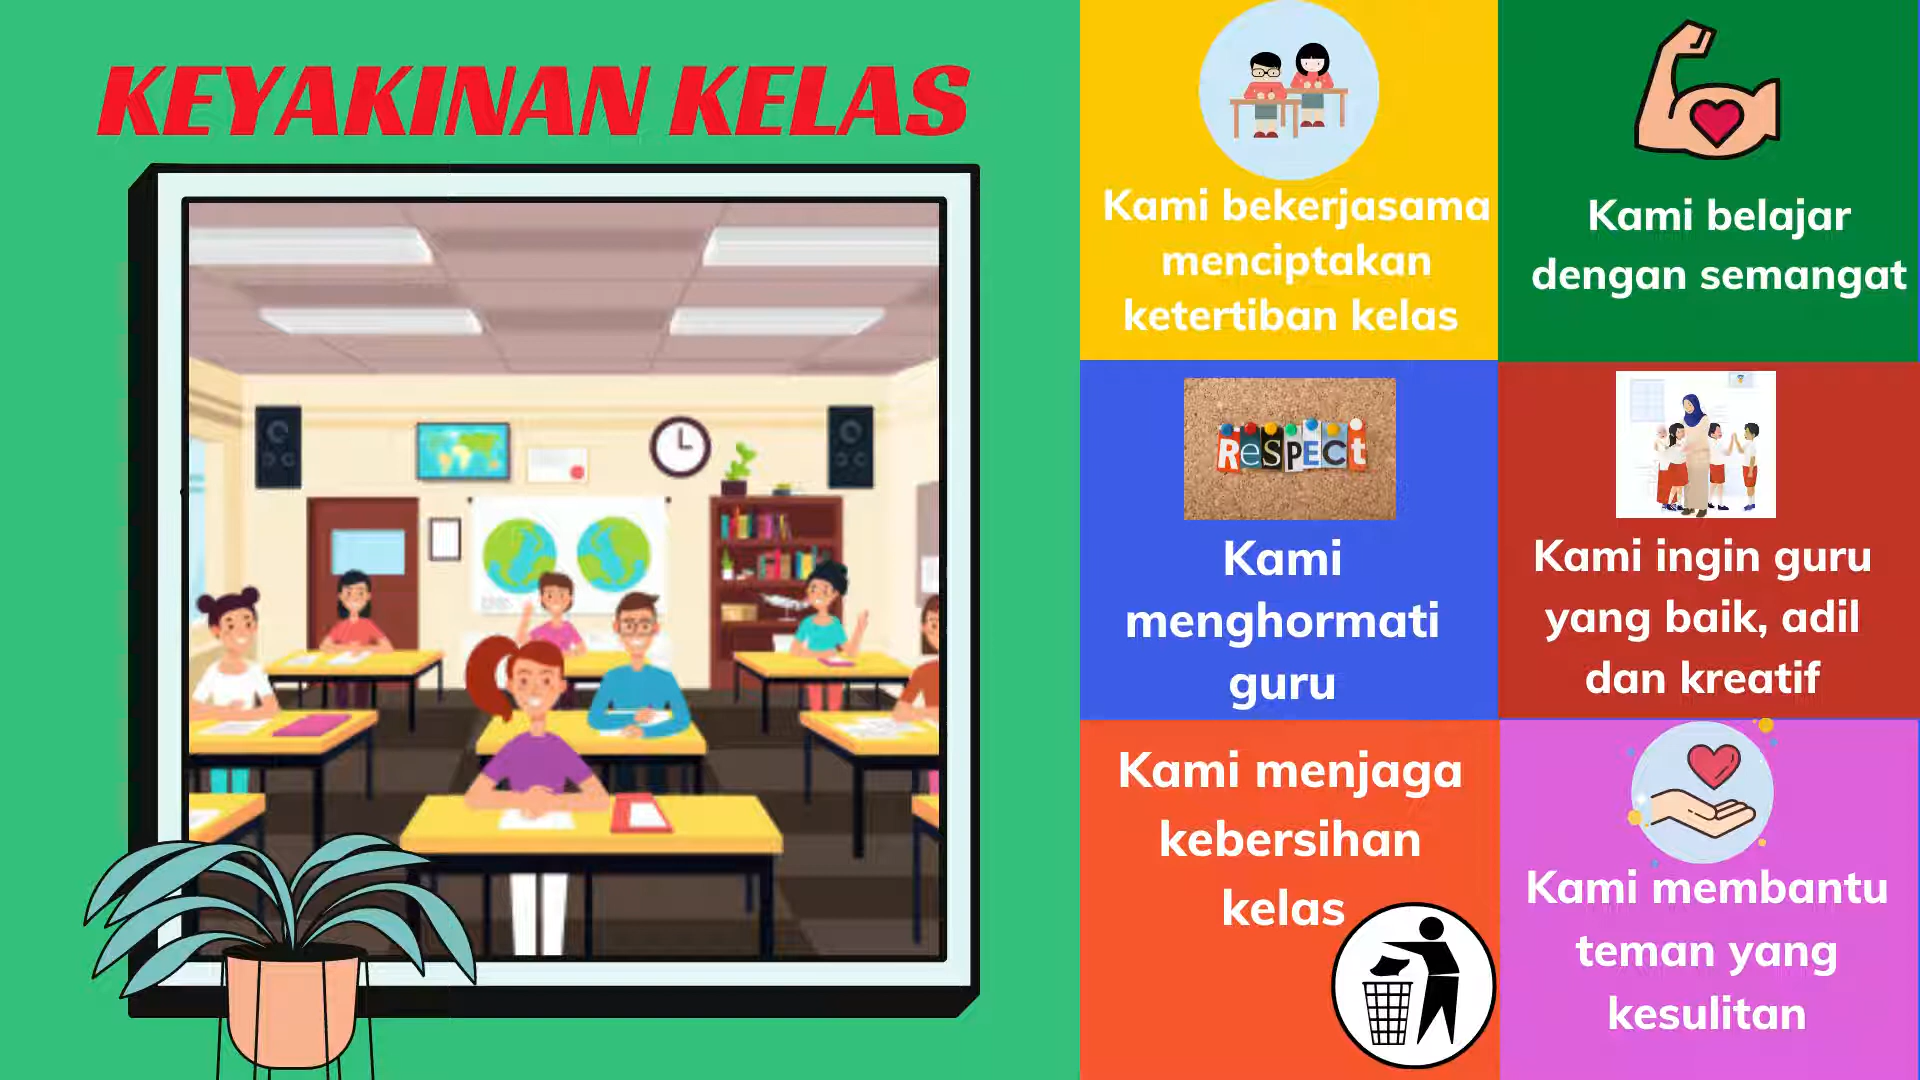 KEYAKINAN KELAS
Kami bekerjasama
menciptakan
ketertiban kelas
Kami belajar
dengan semangat
ReSPECt
Kami
menghormati
guru
Kami ingin guru
yang baik, adil
dan kreatif
Kami menjaga
kebersihan
kelas
Kami membantu
teman yang
kesulitan